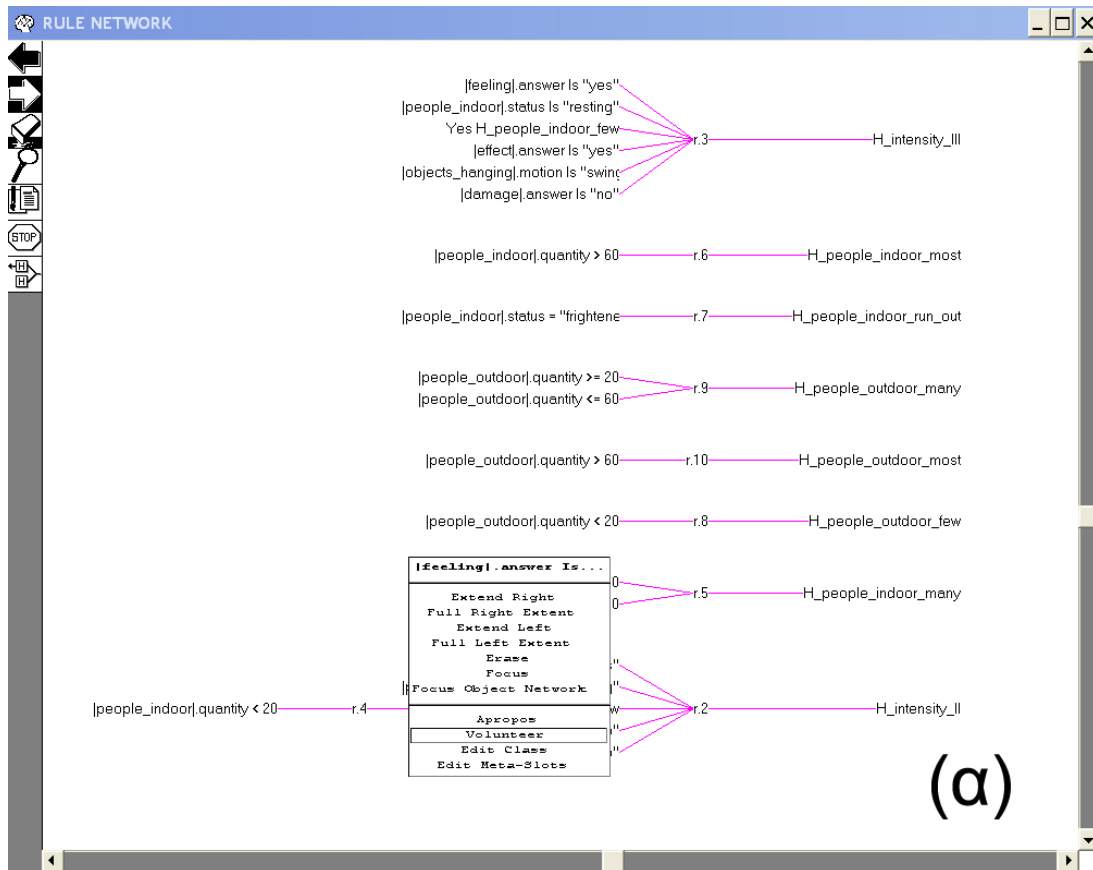 RULE NETWORK
|feeling|.answer Is "yes"
|people_indoor|.status Is "resting"
Yes H_people_indoor_few
|effect|.answer Is "yes"
|objects_hanging|.motion Is "swing
|damage|.answer Is "no"
r.3
H_intensity_III
STOP
H
H
|people_indoor|.quantity > 60
r.6
H_people_indoor_most
|people_indoor|.status = "frightene
r.7
H_people_indoor_run_out
|people_outdoor|.quantity >= 20
|people_outdoor|.quantity <= 60
r.9
H_people_outdoor_many
|people_outdoor|.quantity > 60
r.10
H_people_outdoor_most
|people_outdoor|.quantity < 20
r.8
H_people_outdoor_few
|feeling|.answer Is...
Extend Right
Full Right Extent
Extend Left
Full Left Extent
Erase
Focus
Focus Object Network
Apropos
Volunteer
Edit Class
Edit Meta-Slots
0
0
r.5
H_people_indoor_many
|people_indoor|.quantity < 20
r.4
w
r.2
H_intensity_II
(α)